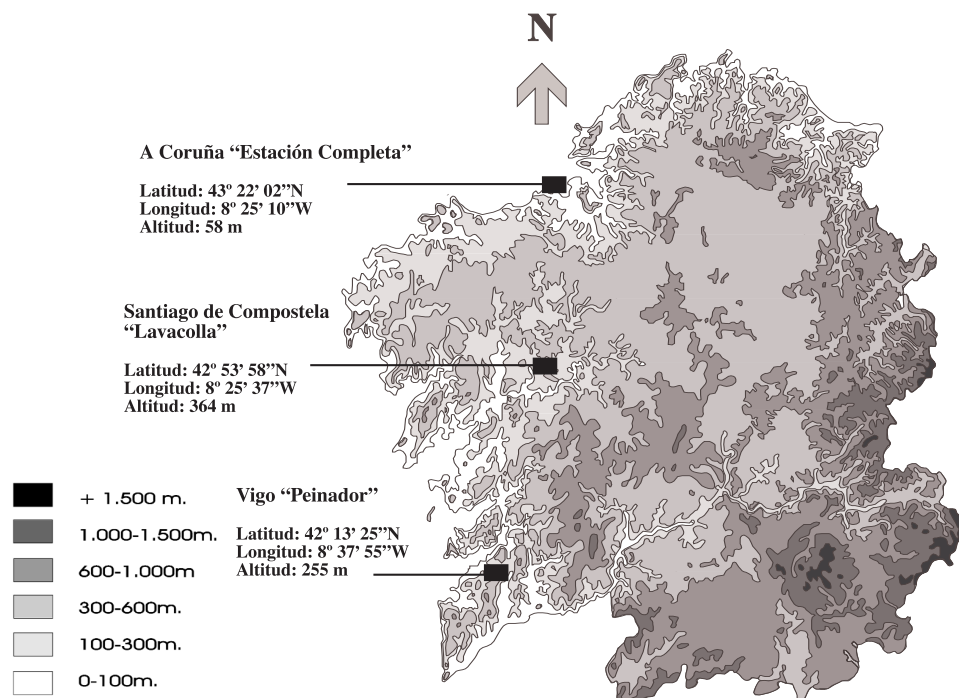 N
A Coruña “Estación Completa”
Latitud: 43º 22’ 02”N
Longitud: 8º 25’ 10”W
Altitud: 58 m
Santiago de Compostela
“Lavacolla”
Latitud: 42º 53’ 58”N
Longitud: 8º 25’ 37”W
Altitud: 364 m
Vigo “Peinador”
Latitud: 42º 13’ 25”N
Longitud: 8º 37’ 55”W
Altitud: 255 m
+ 1.500 m.
1.000-1.500m.
600-1.000m
300-600m.
100-300m.
0-100m.